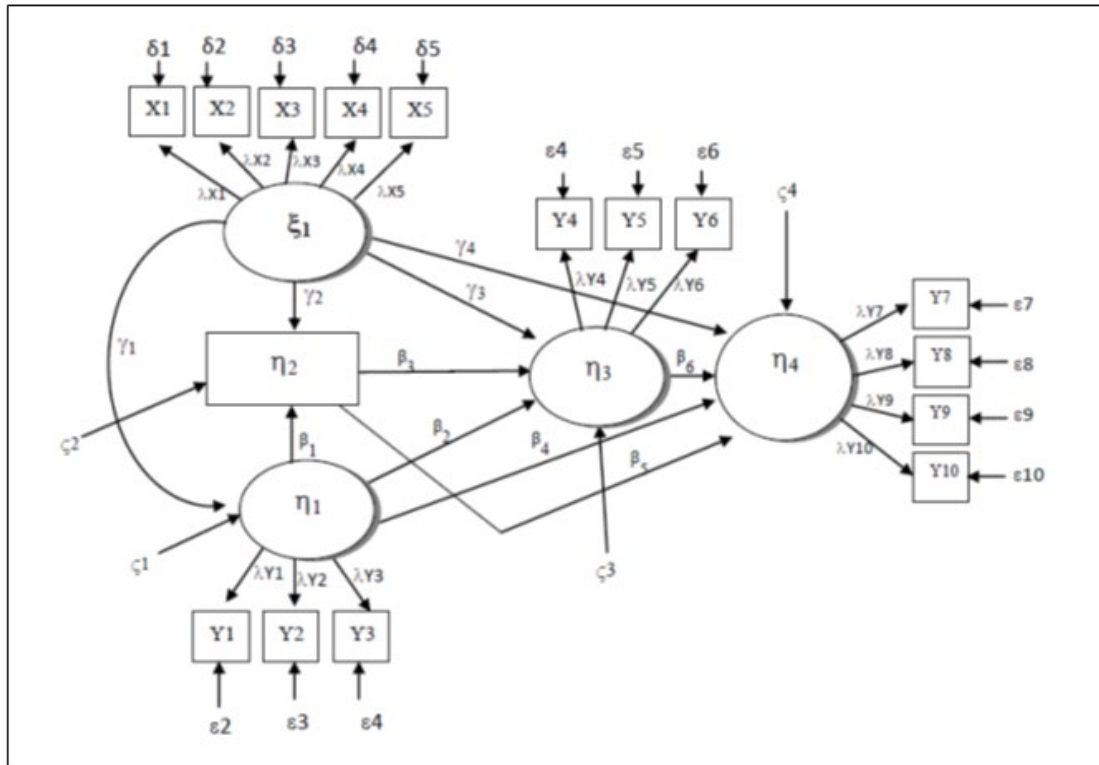 δ1 δ2 δ3 δ4 δ5
X1 X2 X3 X4 X5
λX1 λX2 λX3 λX4 λX5
ξ1
ε4 ε5 ε6
Y4 Y5 Y6
λY4 λY5 λY6
ς4
γ4
γ3
γ2
γ1
η2
β3
η3
β6
η4
λY7 Y7 ε7
λY8 Y8 ε8
λY9 Y9 ε9
λY10 Y10 ε10
ς2
β1
β2
β4
β5
η1
ς1
ς3
λY1 λY2 λY3
Y1 Y2 Y3
ε2 ε3 ε4